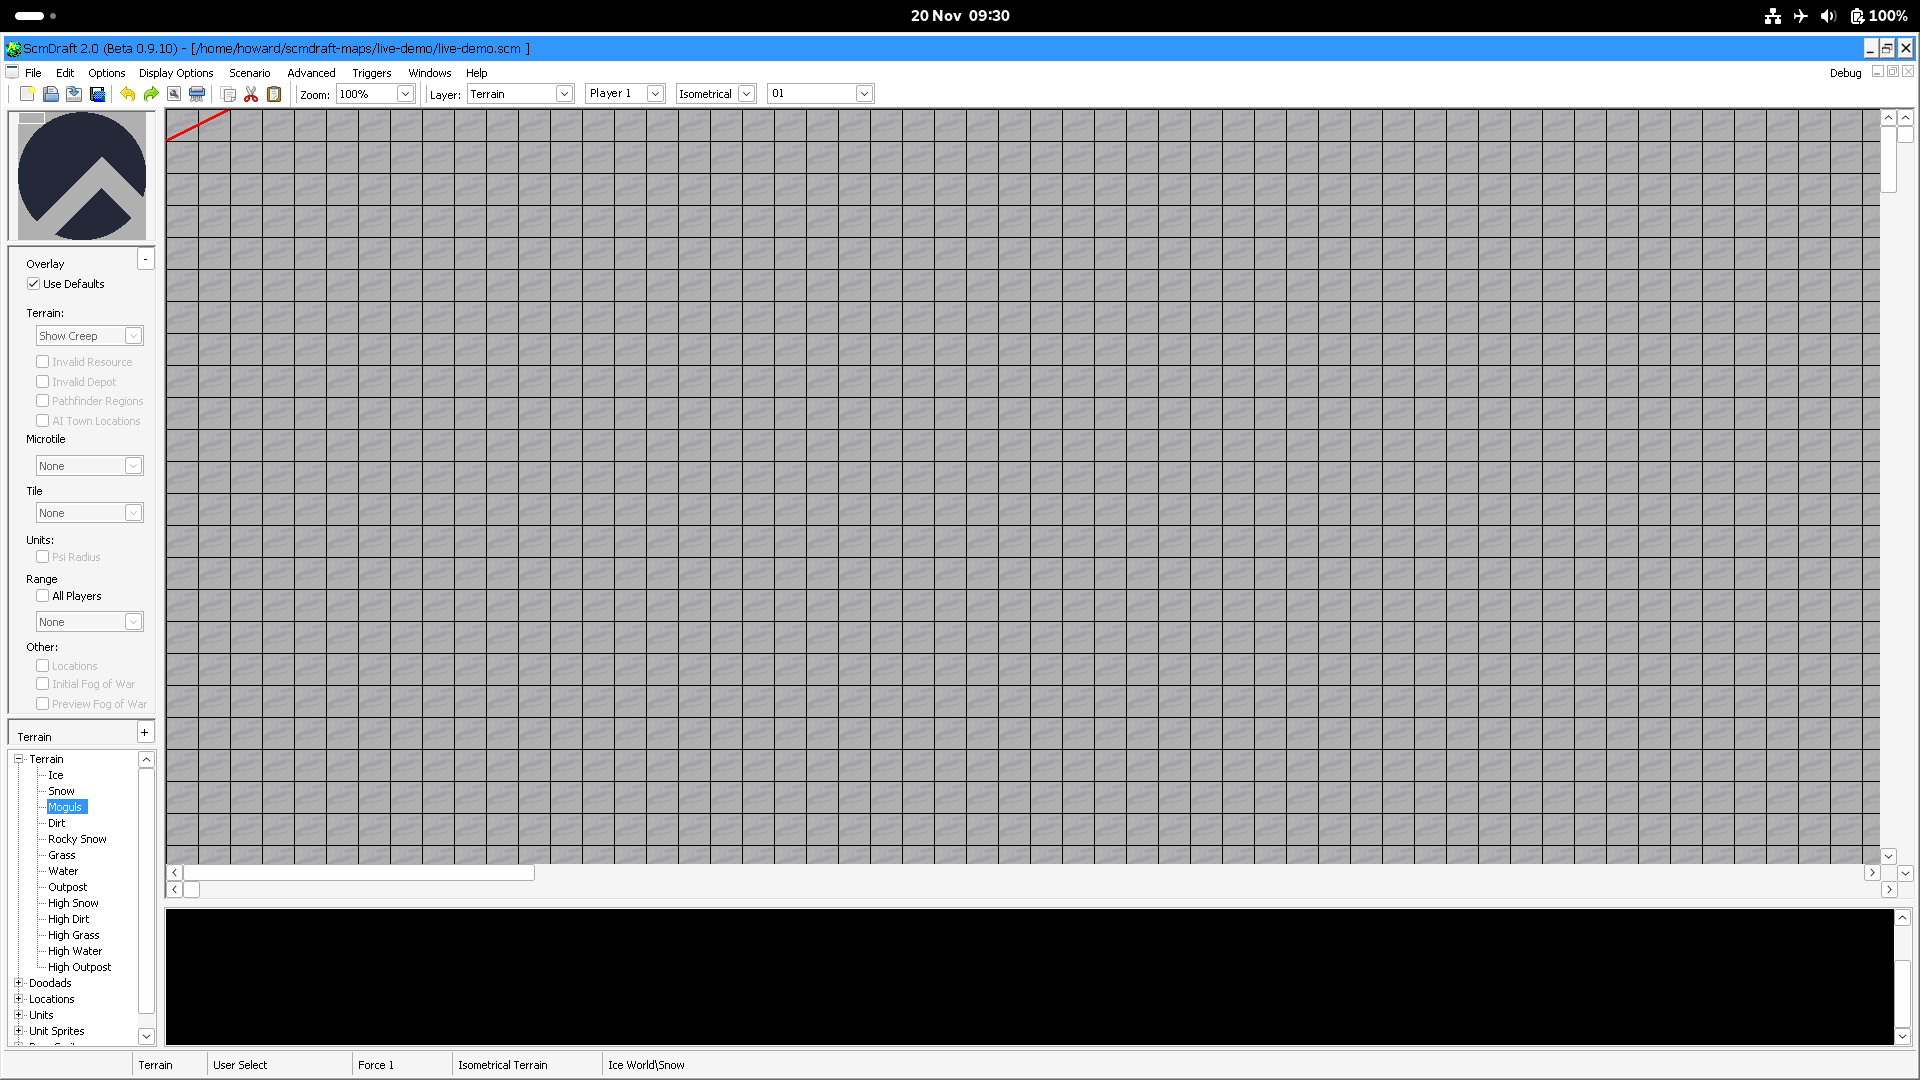 20 Nov 09:30
100%
ScmDraft 2.0 (Beta 0.9.10) - [/home/howard/scmdraft-maps/live-demo/live-demo.scm ]
File Edit Options Display Options Scenario Advanced Triggers Windows Help Debug
Zoom: 100% Layer: Terrain Player 1 Isometrical 01
Overlay
-
Use Defaults
Terrain:
Show Creep
Invalid Resource
Invalid Depot
Pathfinder Regions
AI Town Locations
Microtile
None
Tile
None
Units:
Psi Radius
Range
All Players
None
Other:
Locations
Initial Fog of War
Preview Fog of War
Terrain +
Terrain
Ice
Snow
Moguls
Dirt
Rocky Snow
Grass
Water
Outpost
High Snow
High Dirt
High Grass
High Water
High Outpost
Doodads
Locations
Units
Unit Sprites
Terrain User Select Force 1 Isometrical Terrain Ice World\Snow